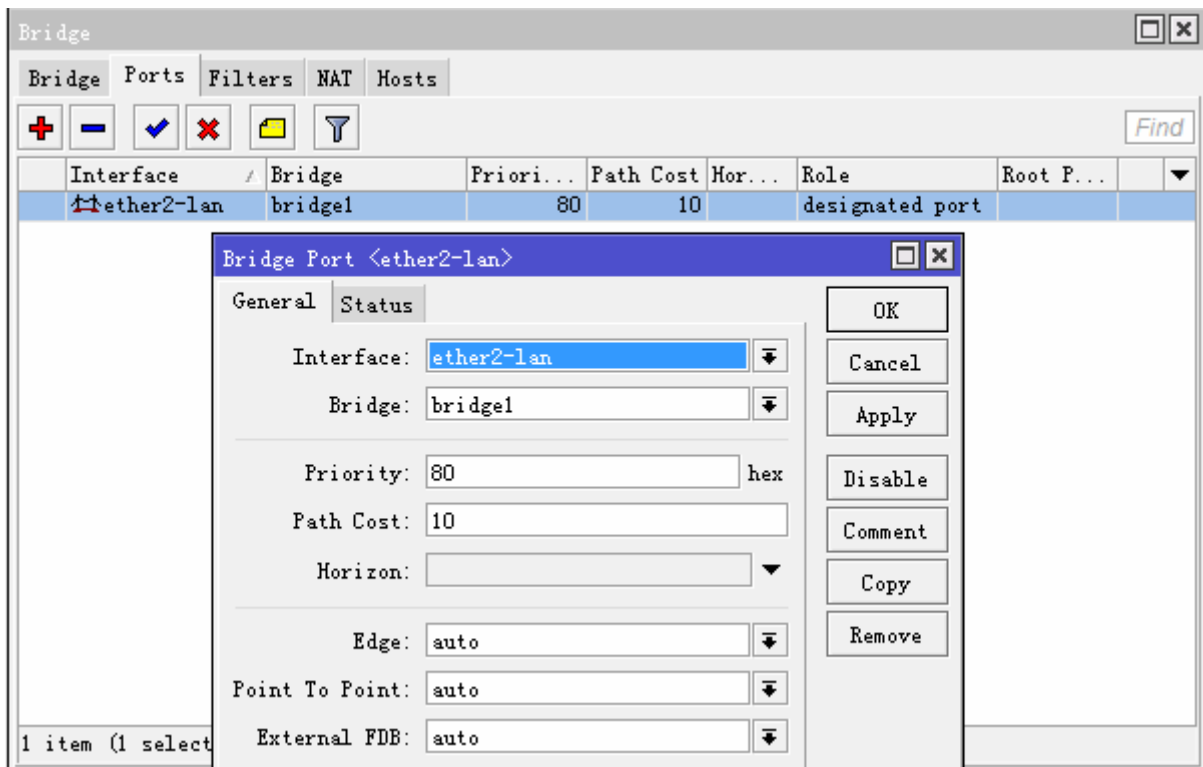 Bridge
Bridge Ports Filters NAT Hosts
Find
Interface Bridge Priori... Path Cost Hor... Role Root P...
ether2-lan bridge1 80 10 designated port
Bridge Port <ether2-lan>
General Status
Interface: ether2-lan
Bridge: bridge1
Priority: 80 hex
Path Cost: 10
Horizon:
Edge: auto
Point To Point: auto
External FDB: auto
OK
Cancel
Apply
Disable
Comment
Copy
Remove
1 item (1 select